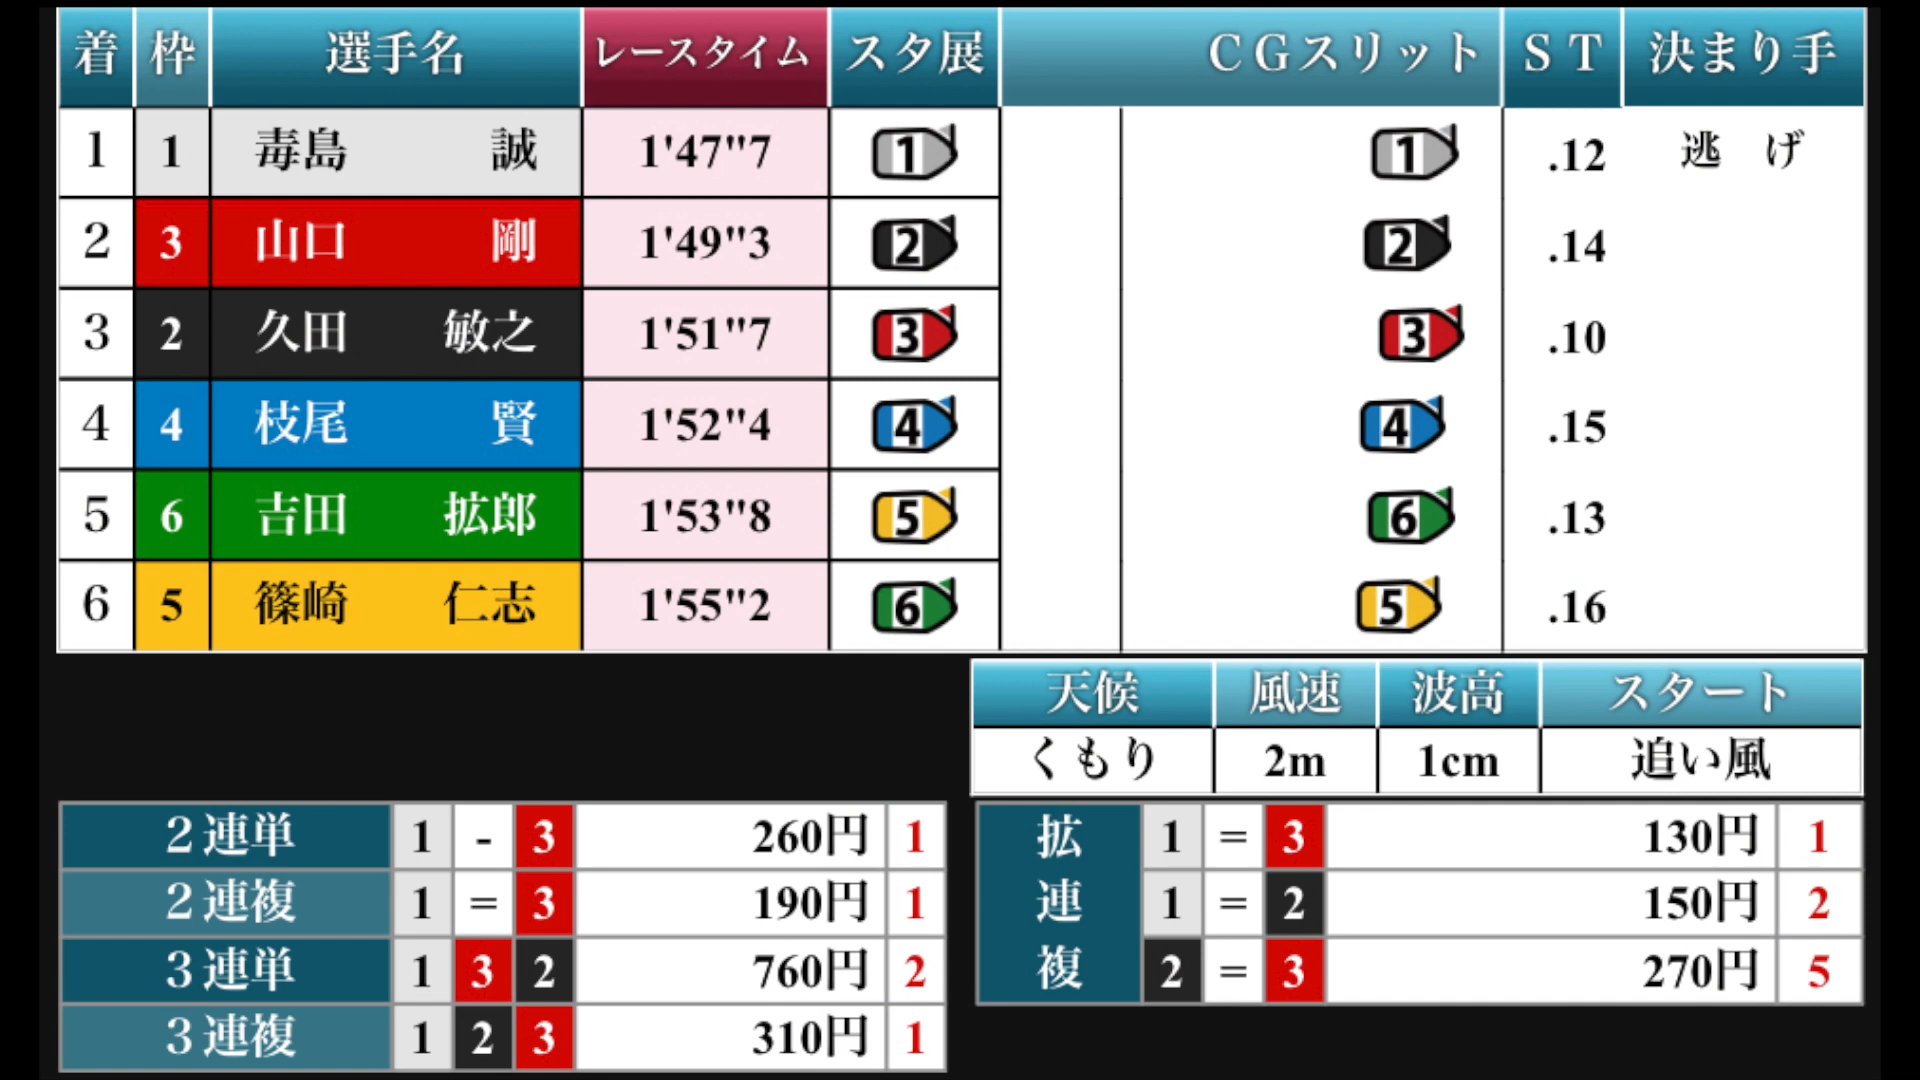 着 枠 選手名 レースタイム スタ展 CGスリット ST 決まり手
1 1 毒島 誠 1'47"7 1 1 .12 逃 げ
2 3 山口 剛 1'49"3 2 2 .14
3 2 久田 敏之 1'51"7 3 3 .10
4 4 枝尾 賢 1'52"4 4 4 .15
5 6 吉田 拡郎 1'53"8 5 6 .13
6 5 篠崎 仁志 1'55"2 6 5 .16
天候 風速 波高 スタート
くもり 2m 1cm 追い風
2連単 1 - 3 260円 1
2連複 1 = 3 190円 1
3連単 1 3 2 760円 2
3連複 1 2 3 310円 1
拡連複
1 = 3 130円 1
1 = 2 150円 2
2 = 3 270円 5